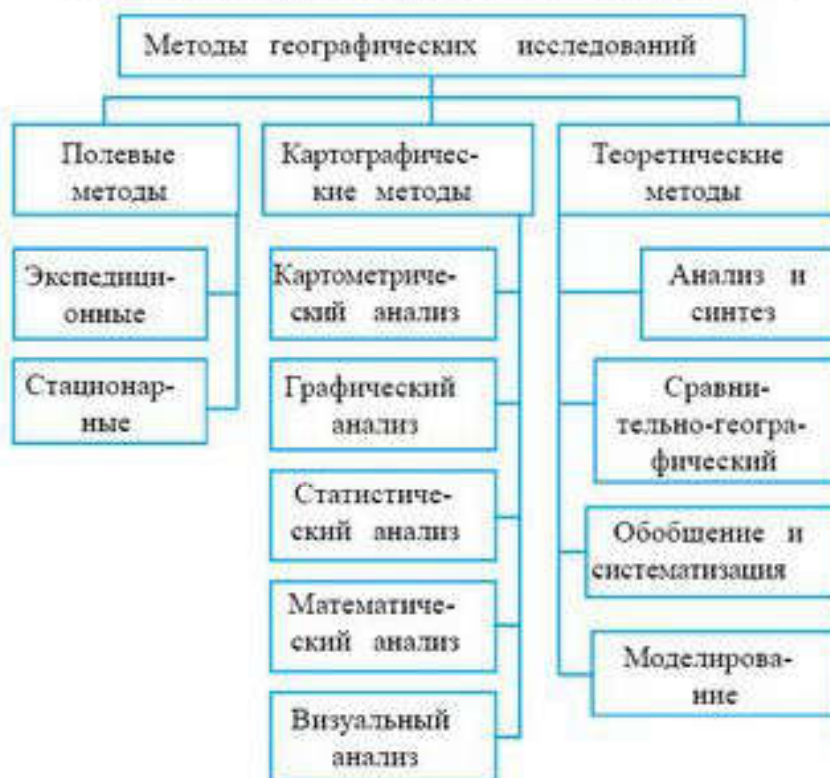 Методы географических исследований
Полевые
методы
Экспедици-
онные
Стационар-
ные
Картографичес-
кие методы
Картометриче-
ский анализ
Графический
анализ
Статистиче-
ский анализ
Математиче-
ский анализ
Визуальный
анализ
Теоретические
методы
Анализ и
синтез
Сравни-
тельно-геогра-
фический
Обобщение и
систематизация
Моделирова-
ние